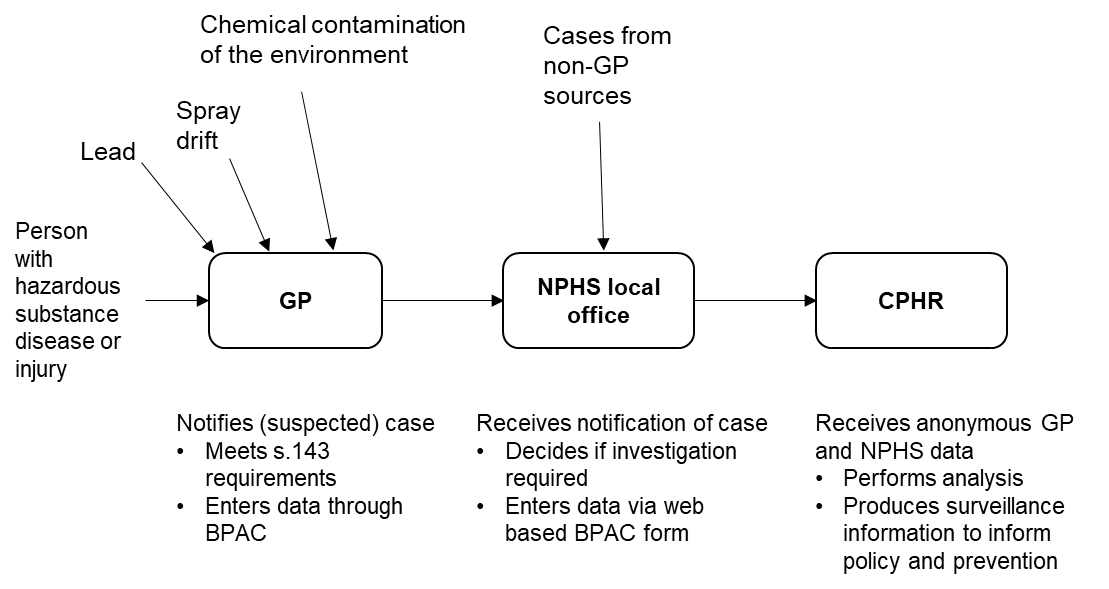 Chemical contamination
of the environment
Cases from
non-GP
sources
Spray
drift
Lead
Person
with
hazardous
substance
disease or
injury
GP
NPHS local
office
CPHR
Notifies (suspected) case
• Meets s.143
requirements
• Enters data through
BPAC
Receives notification of case
• Decides if investigation
required
• Enters data via web
based BPAC form
Receives anonymous GP
and NPHS data
• Performs analysis
• Produces surveillance
information to inform
policy and prevention